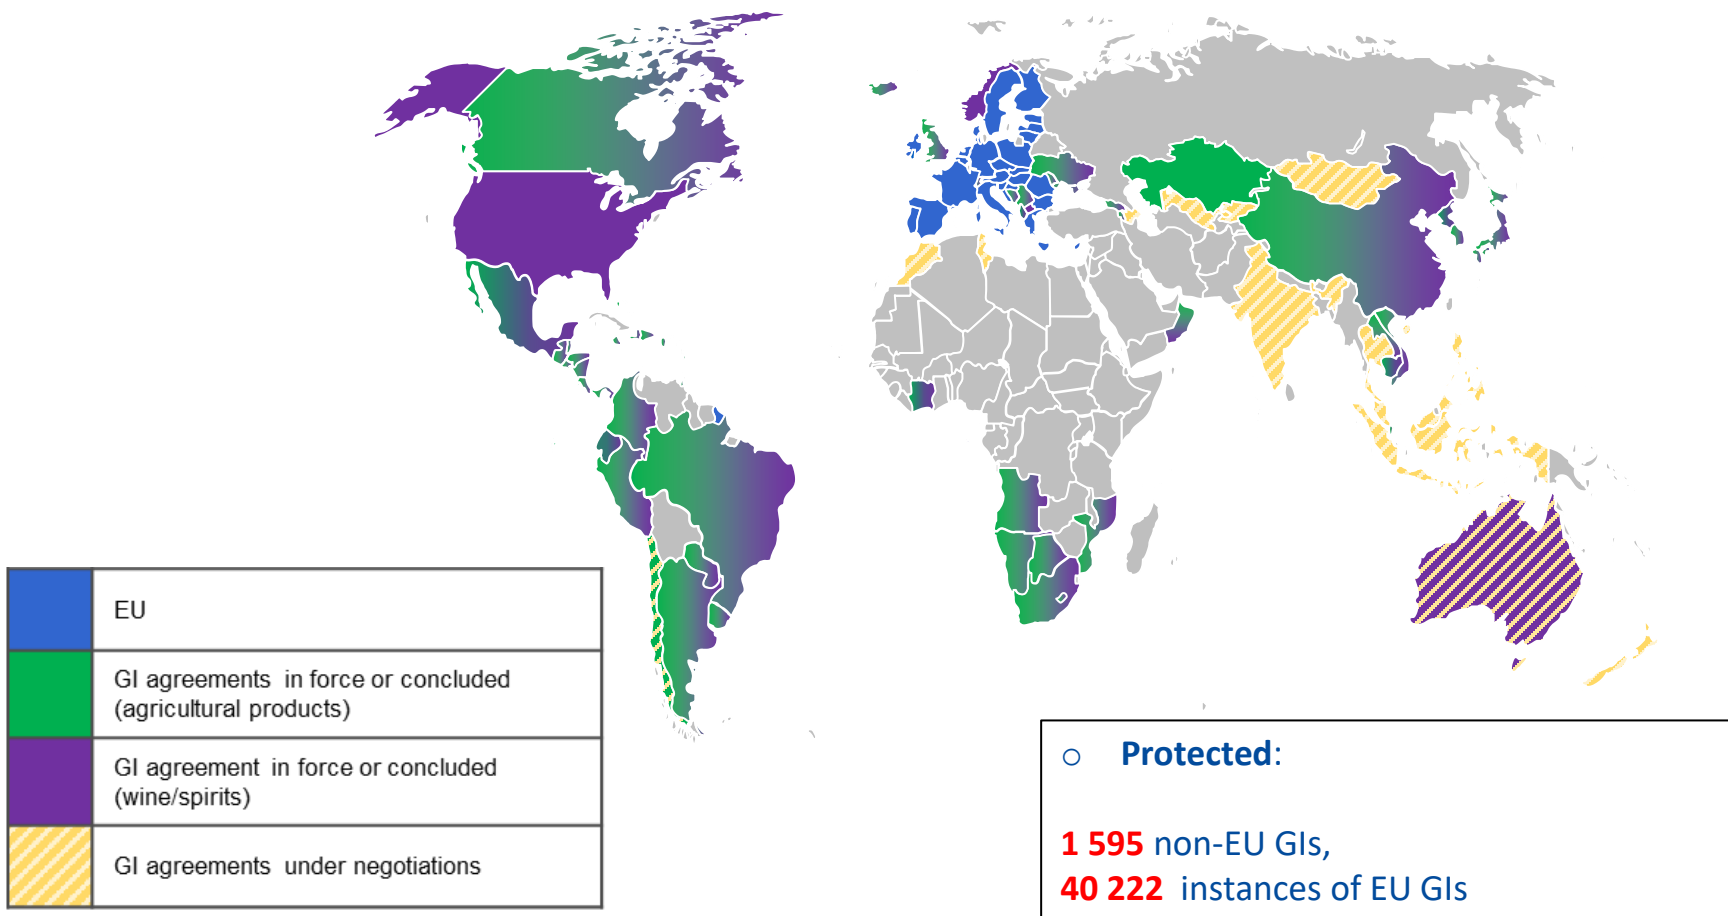 EU
GI agreements in force or concluded
(agricultural products)
GI agreement in force or concluded
(wine/spirits)
GI agreements under negotiations
○ Protected:
1 595 non-EU GIs,
40 222 instances of EU GIs